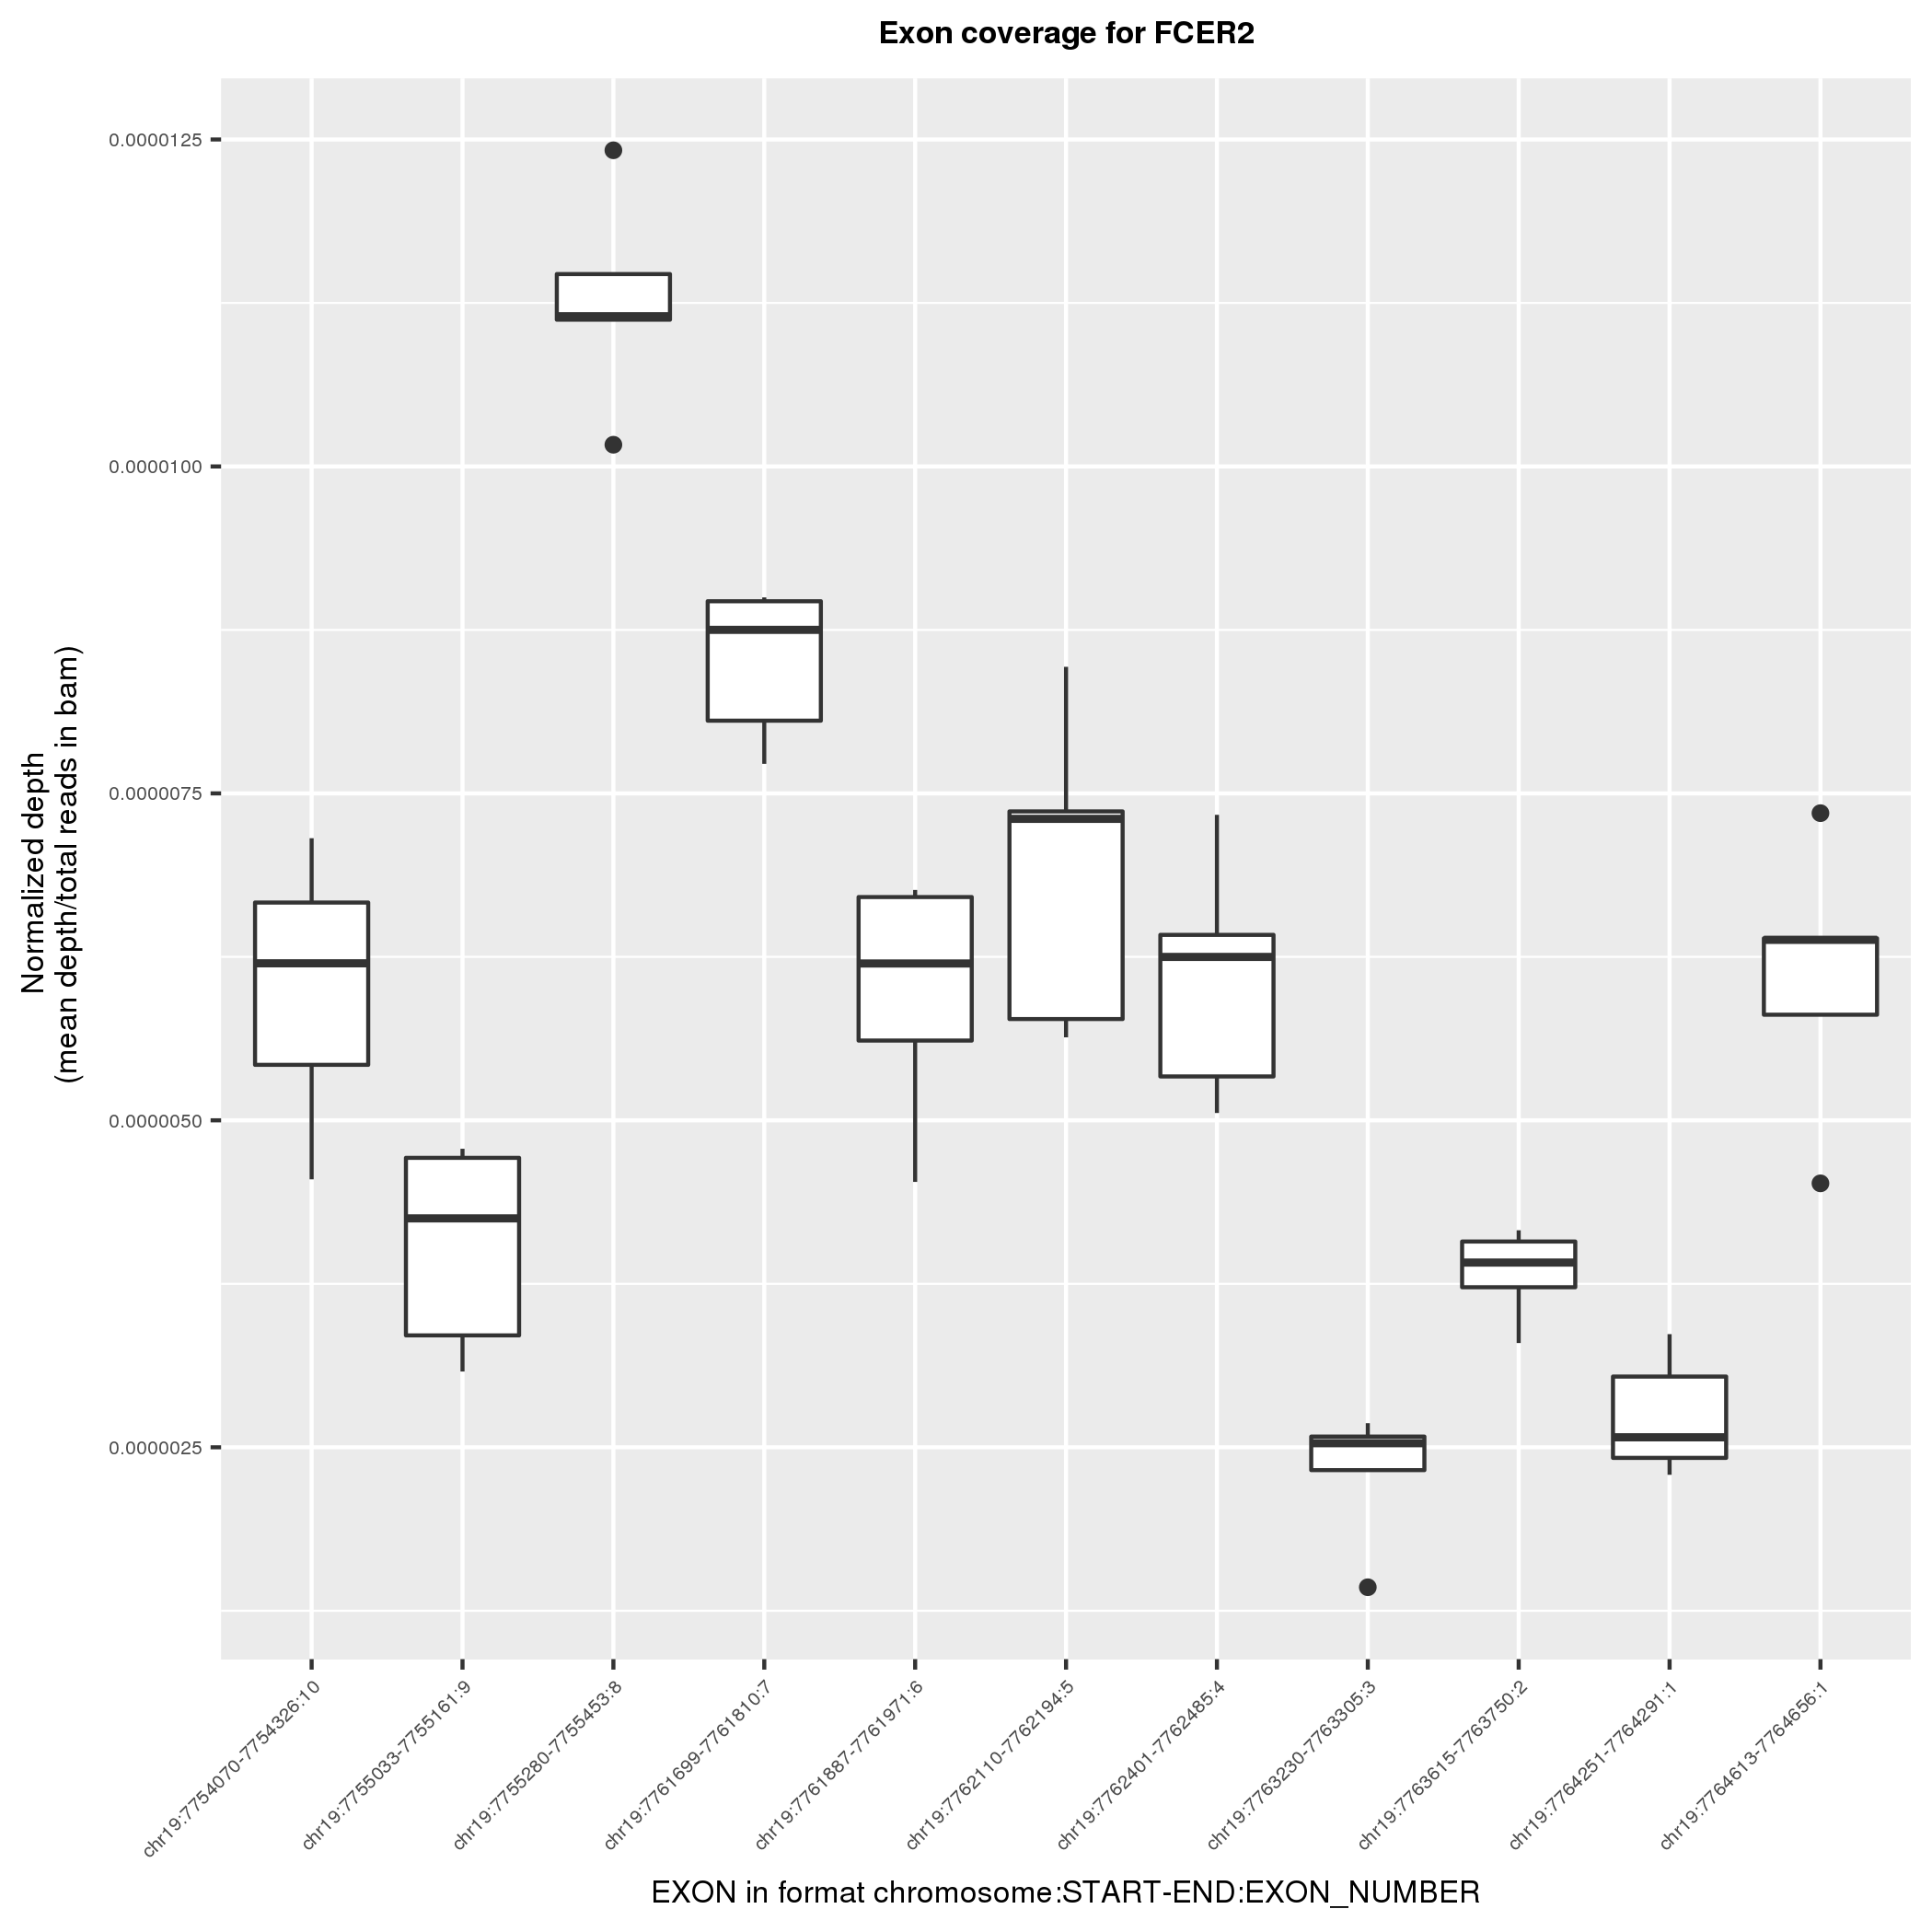 Exon coverage for FCER2
0.0000125
0.0000100
0.0000075
0.0000050
0.0000025
Normalized depth
(mean depth/total reads in bam)
chr19:7754070-7754326:10
chr19:7755033-7755161:9
chr19:7755280-7755453:8
chr19:7761699-7761810:7
chr19:7761887-7761971:6
chr19:7762110-7762194:5
chr19:7762401-7762485:4
chr19:7763230-7763305:3
chr19:7763615-7763750:2
chr19:7764251-7764291:1
chr19:7764613-7764656:1
EXON in format chromosome:START-END:EXON_NUMBER